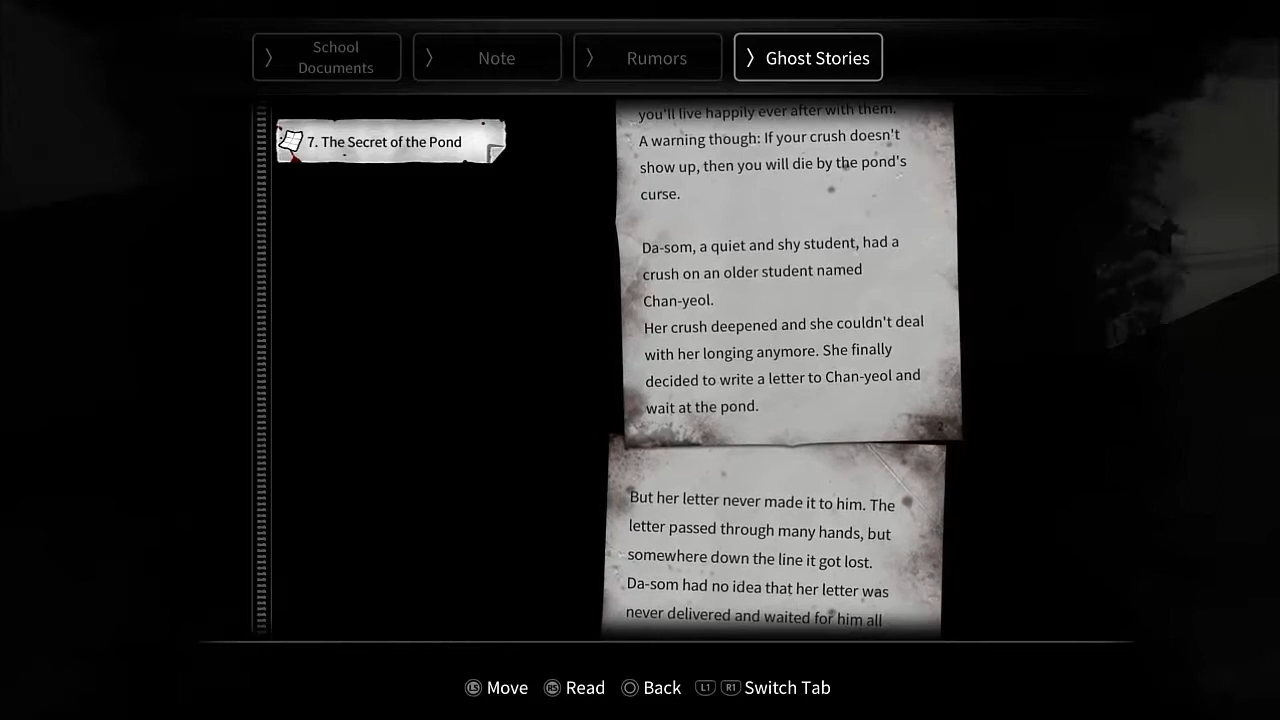 School
Documents
Note
Rumors
Ghost Stories
7. The Secret of the Pond
you'll live happily ever after with them.
A warning though: If your crush doesn't
show up, then you will die by the pond's
curse.
Da-som, a quiet and shy student, had a
crush on an older student named
Chan-yeol.
Her crush deepened and she couldn't deal
with her longing anymore. She finally
decided to write a letter to Chan-yeol and
wait at the pond.
2
But her letter never made it to him. The
letter passed through many hands, but
somewhere down the line it got lost.
Da-som had no idea that her letter was
never delivered and waited for him all
LS Move RS Read Back L1 R1 Switch Tab